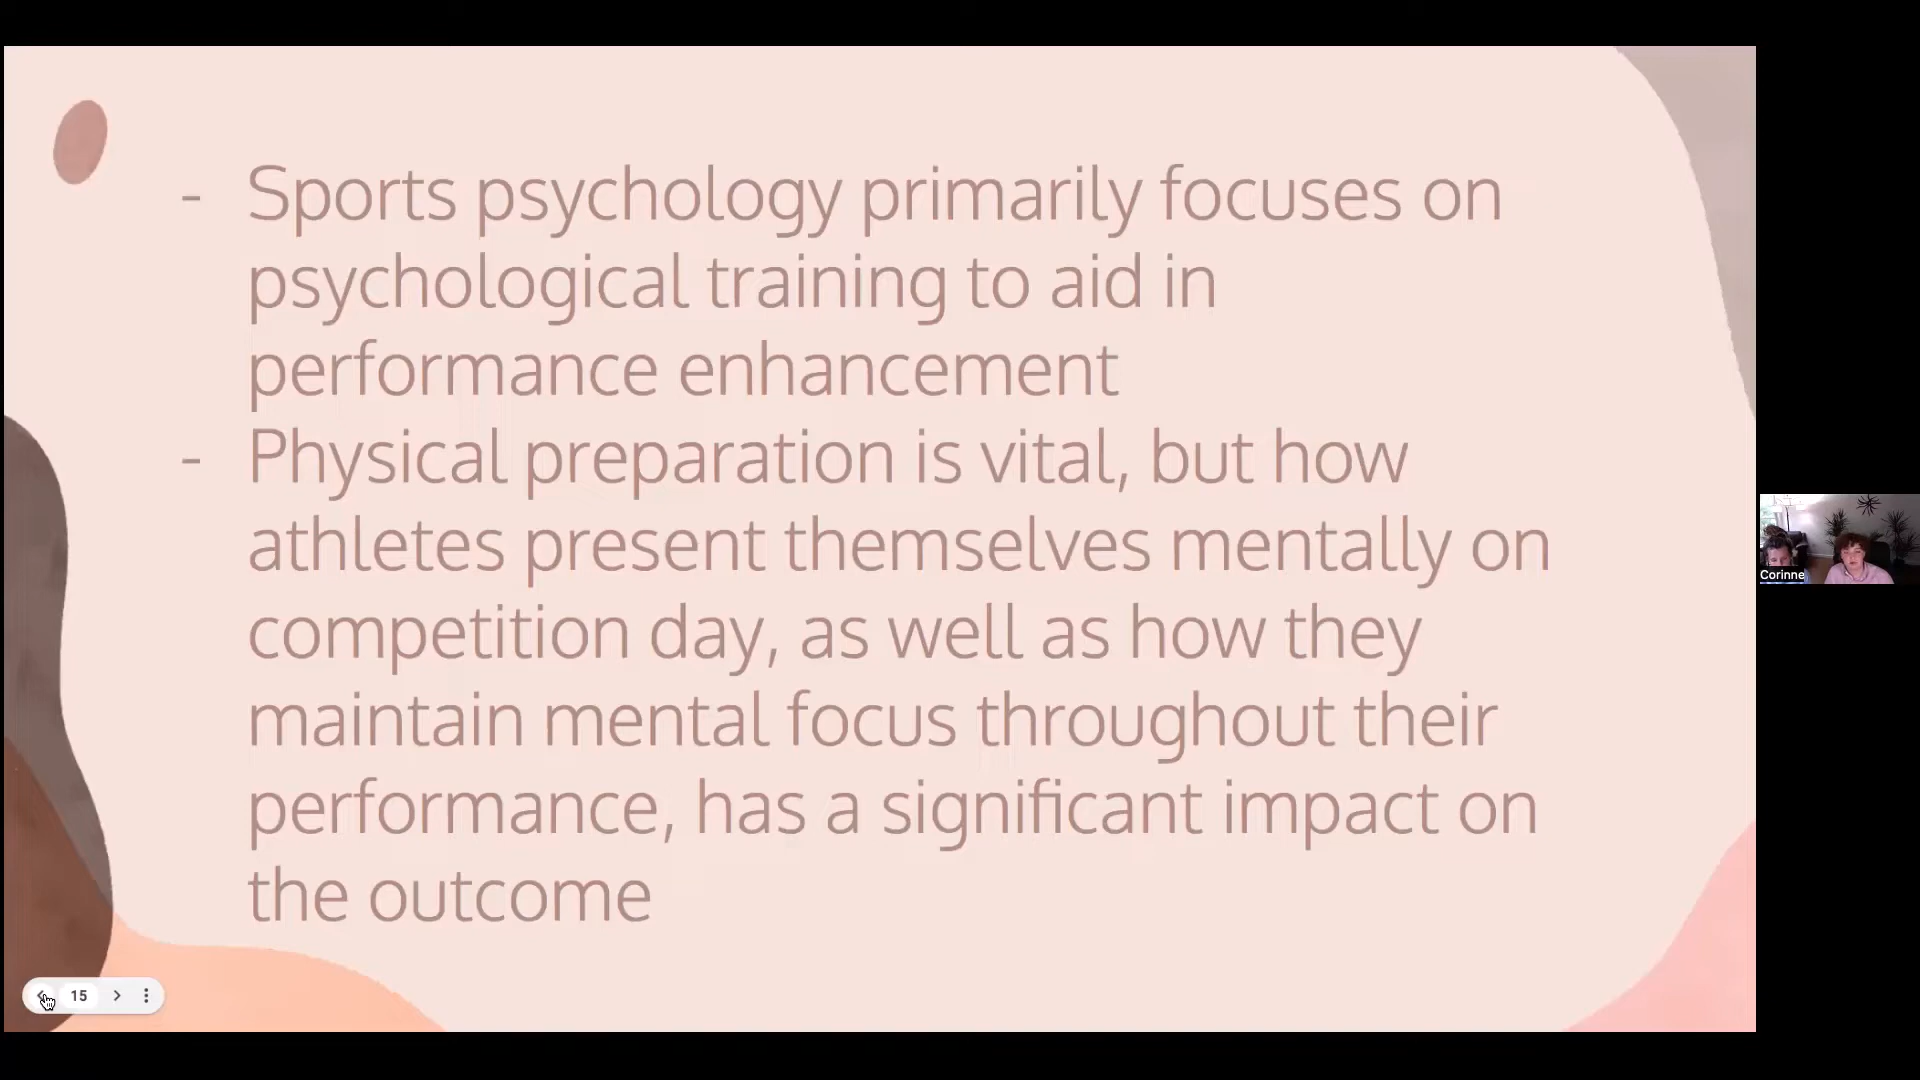 - Sports psychology primarily focuses on
psychological training to aid in
performance enhancement
- Physical preparation is vital, but how
athletes present themselves mentally on
competition day, as well as how they
maintain mental focus throughout their
performance, has a significant impact on
the outcome
Corinne
15